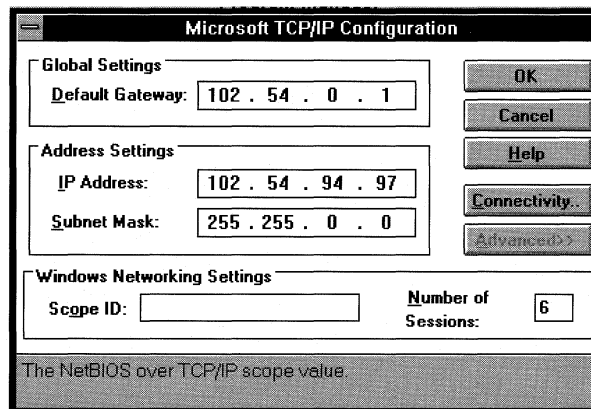 Microsoft TCP/IP Configuration
Global Settings
Default Gateway: 102 . 54 . 0 . 1
Address Settings
IP Address: 102 . 54 . 94 . 97
Subnet Mask: 255 . 255 . 0 . 0
Windows Networking Settings
Scope ID:
Number of
Sessions: 6
OK
Cancel
Help
Connectivity..
Advanced>>
The NetBIOS over TCP/IP scope value.